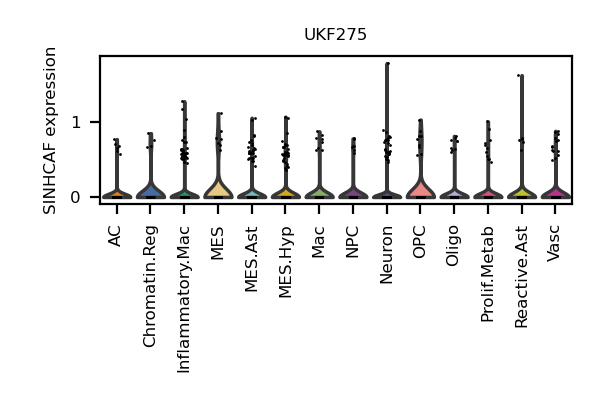 UKF275
SINHCAF expression
1
0
AC
Chromatin.Reg
Inflammatory.Mac
MES
MES.Ast
MES.Hyp
Mac
NPC
Neuron
OPC
Oligo
Prolif.Metab
Reactive.Ast
Vasc